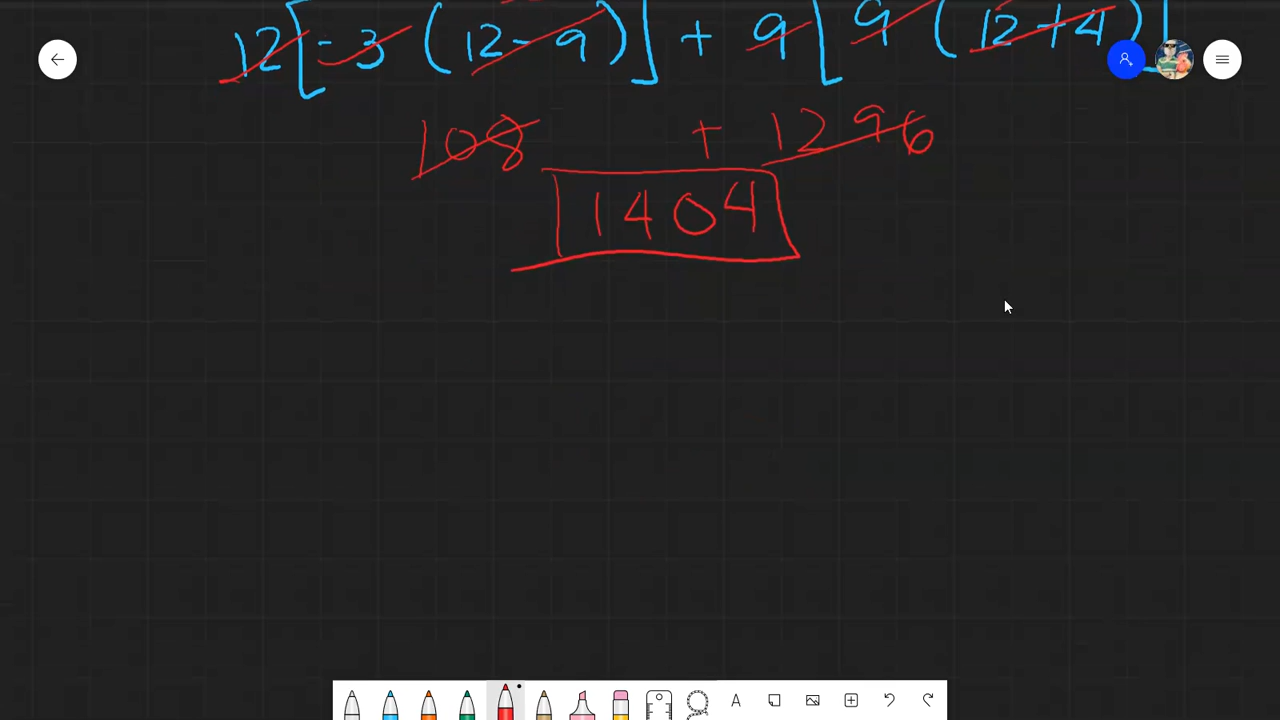 12[-3(12-9)] + 9[9(12+4)]
108 + 1296
1404
A